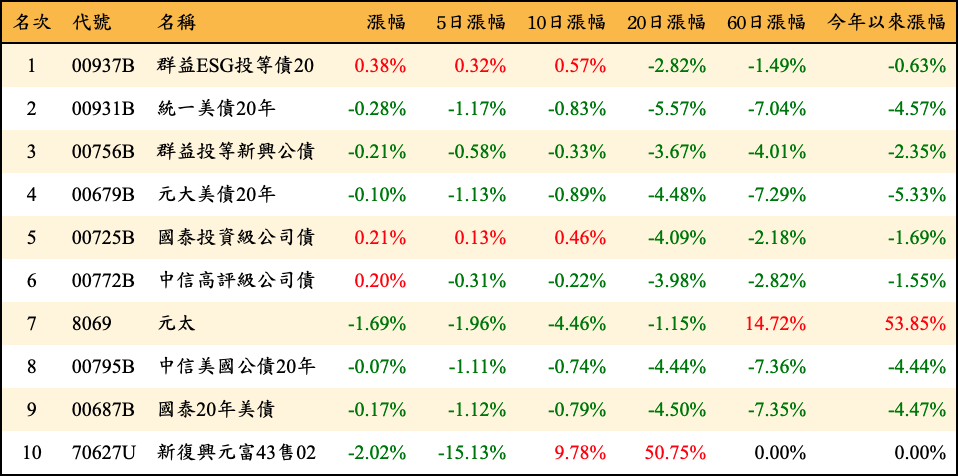 名次 代號 名稱 漲幅 5日漲幅 10日漲幅 20日漲幅 60日漲幅 今年以來漲幅
1 00937B 群益ESG投等債20 0.38% 0.32% 0.57% -2.82% -1.49% -0.63%
2 00931B 統一美債20年 -0.28% -1.17% -0.83% -5.57% -7.04% -4.57%
3 00756B 群益投等新興公債 -0.21% -0.58% -0.33% -3.67% -4.01% -2.35%
4 00679B 元大美債20年 -0.10% -1.13% -0.89% -4.48% -7.29% -5.33%
5 00725B 國泰投資級公司債 0.21% 0.13% 0.46% -4.09% -2.18% -1.69%
6 00772B 中信高評級公司債 0.20% -0.31% -0.22% -3.98% -2.82% -1.55%
7 8069 元太 -1.69% -1.96% -4.46% -1.15% 14.72% 53.85%
8 00795B 中信美國公債20年 -0.07% -1.11% -0.74% -4.44% -7.36% -4.44%
9 00687B 國泰20年美債 -0.17% -1.12% -0.79% -4.50% -7.35% -4.47%
10 70627U 新復興元富43售02 -2.02% -15.13% 9.78% 50.75% 0.00% 0.00%